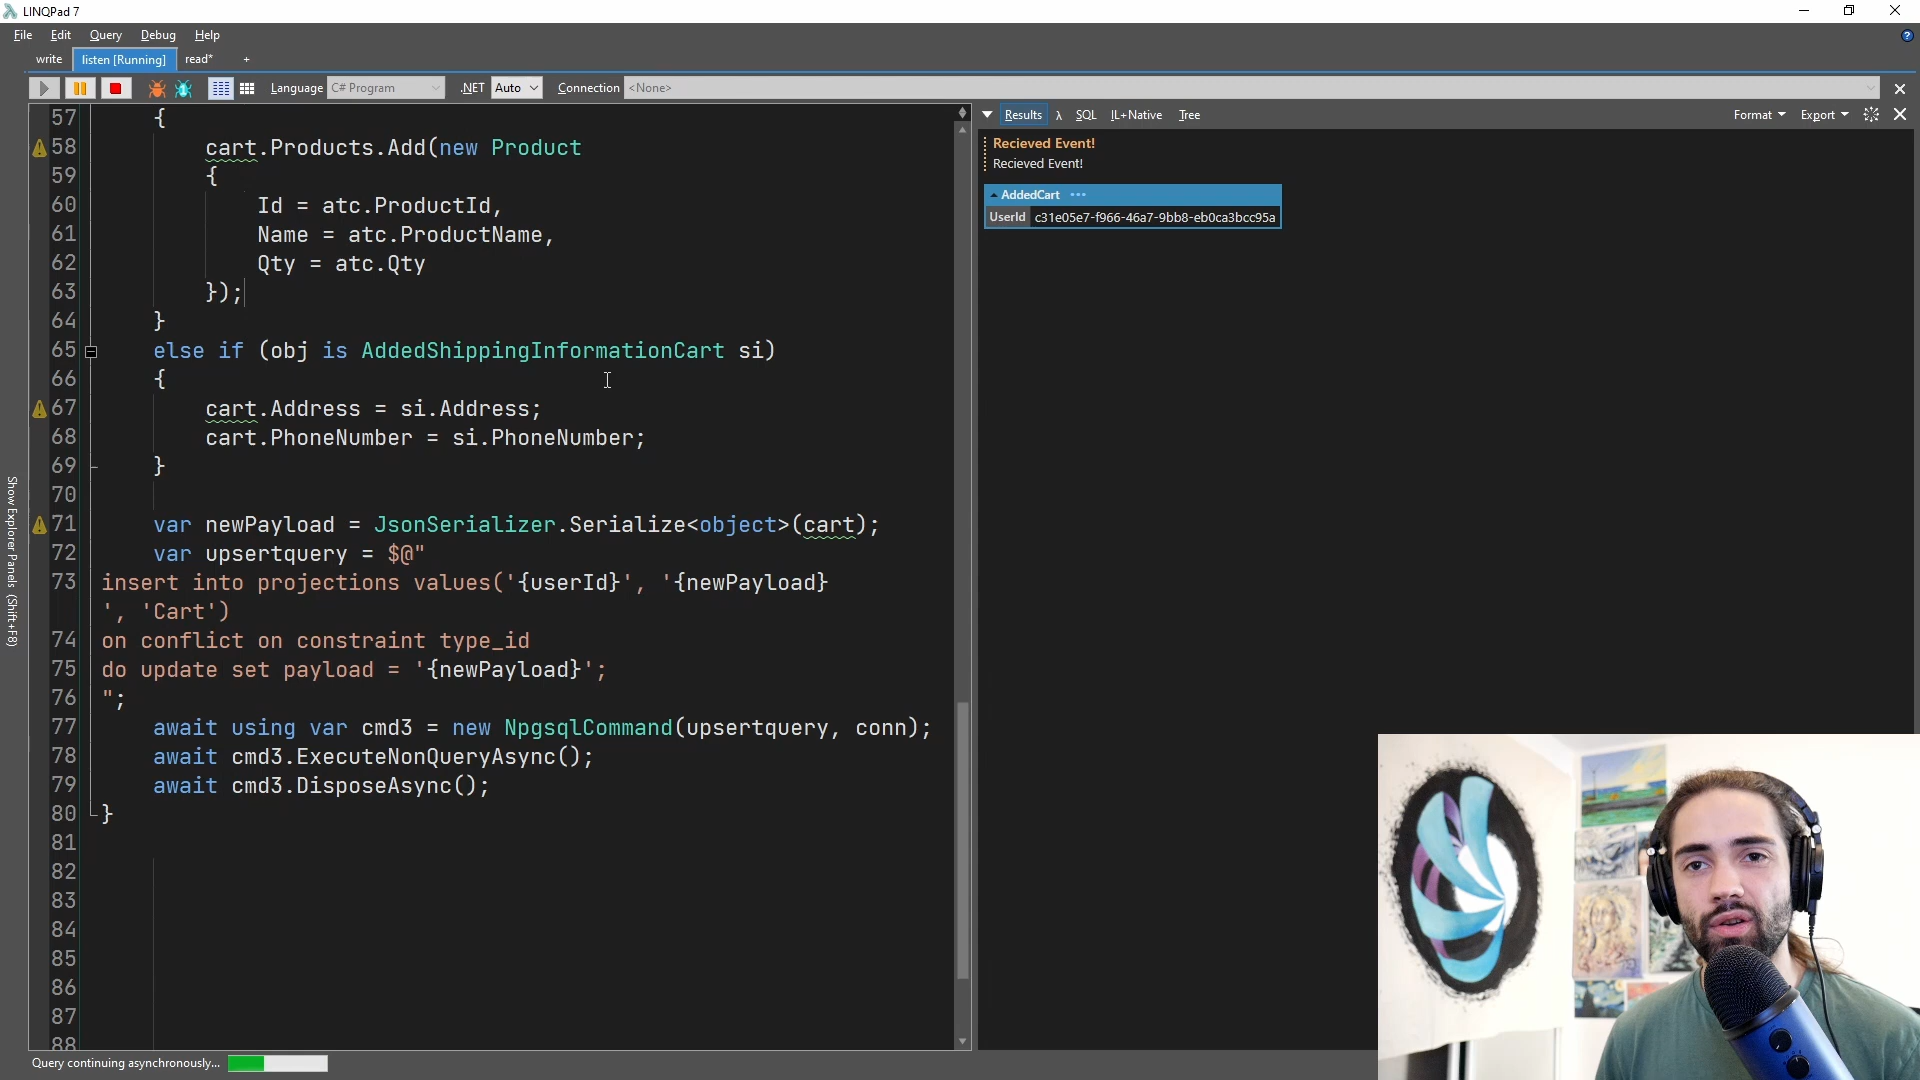 LINQPad 7
File Edit Query Debug Help
write listen [Running] read* +
Language C# Program .NET Auto Connection <None>
57 {
58 cart.Products.Add(new Product
59 {
60 Id = atc.ProductId,
61 Name = atc.ProductName,
62 Qty = atc.Qty
63 });
64 }
65 else if (obj is AddedShippingInformationCart si)
66 {
67 cart.Address = si.Address;
68 cart.PhoneNumber = si.PhoneNumber;
69 }
70
71 var newPayload = JsonSerializer.Serialize<object>(cart);
72 var upsertquery = $@"
73 insert into projections values('{userId}', '{newPayload}
', 'Cart')
74 on conflict on constraint type_id
75 do update set payload = '{newPayload}';
76 ";
77 await using var cmd3 = new NpgsqlCommand(upsertquery, conn);
78 await cmd3.ExecuteNonQueryAsync();
79 await cmd3.DisposeAsync();
80 }
81
82
83
84
85
86
87
88
Show Explorer Panels (Shift+F8)
Query continuing asynchronously...
Results λ SQL IL+Native Tree
Format Export
Recieved Event!
Recieved Event!
AddedCart •••
UserId c31e05e7-f966-46a7-9bb8-eb0ca3bcc95a